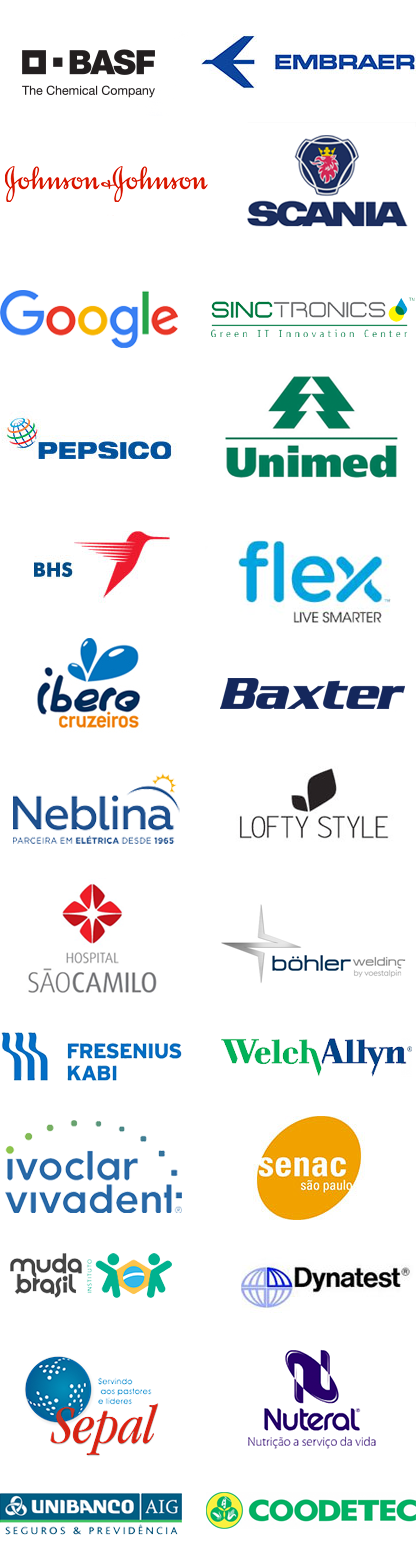 BASF
The Chemical Company
EMBRAER
Johnson & Johnson
SCANIA
Google
SINCTRONICS™
Green IT Innovation Center
PEPSICO
Unimed
BHS
flex™
LIVE SMARTER
ibero
cruzeiros
Baxter
Neblina
PARCEIRA EM ELÉTRICA DESDE 1965
LOFTY STYLE
HOSPITAL
SÃOCAMILO
böhler welding
by voestalpin
FRESENIUS
KABI
WelchAllyn®
ivoclar
vivadent:®
senac
são paulo
muda
brasil
INSTITUTO
Dynatest®
Servindo
aos pastores
e líderes
Sepal
Nuteral®
Nutrição a serviço da vida
UNIBANCO AIG
SEGUROS & PREVIDÊNCIA
COODETEC